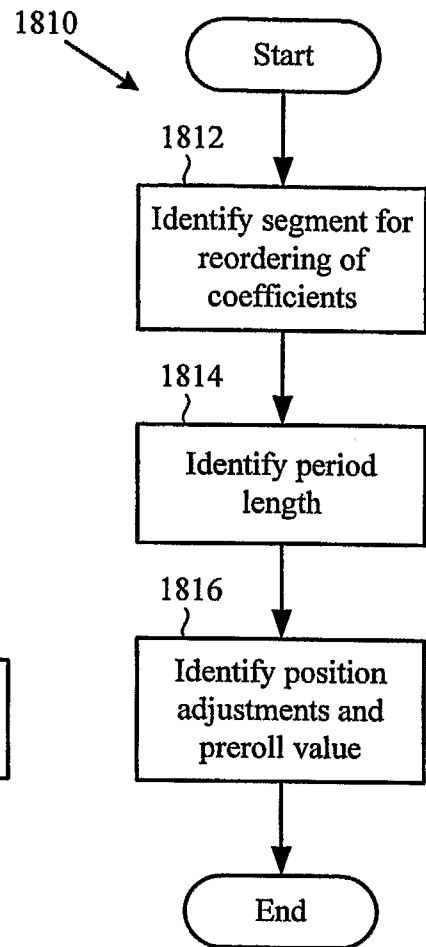 1810
Start
1812
Identify segment for
reordering of
coefficients
1814
Identify period
length
1816
Identify position
adjustments and
preroll value
End